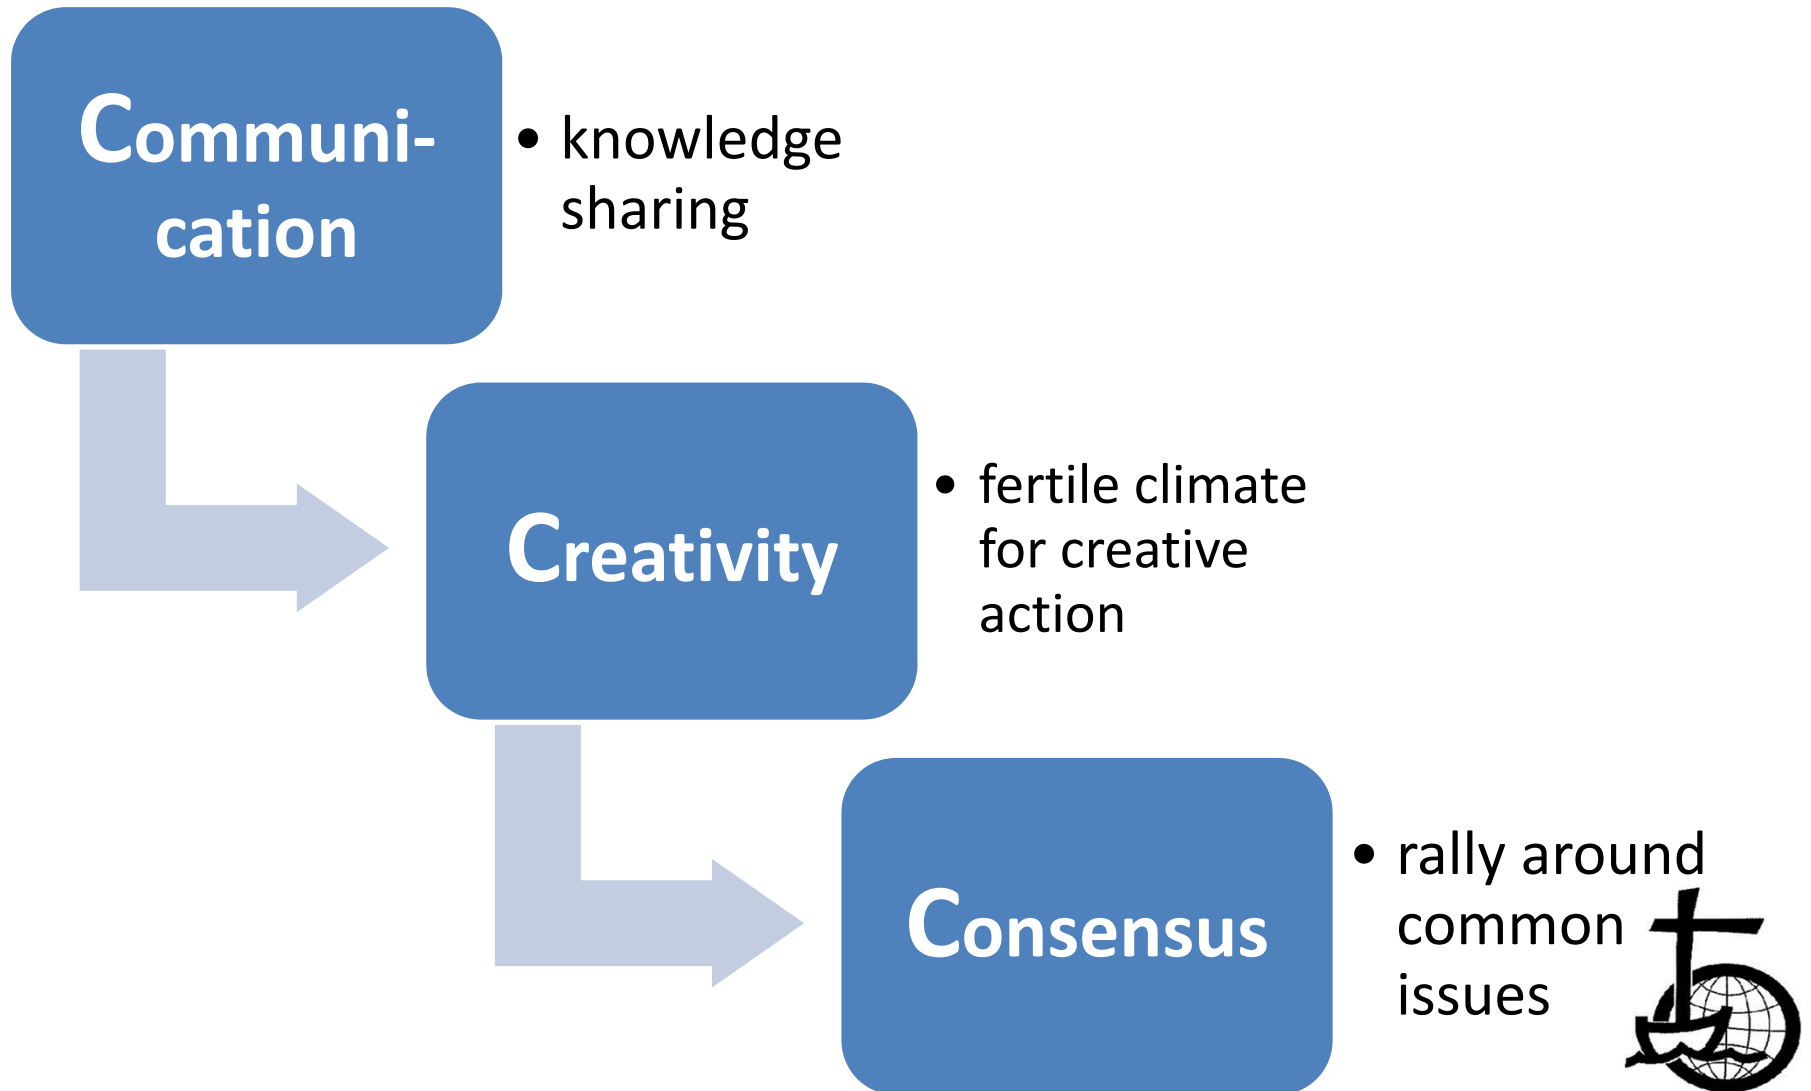 Communi-
cation
• knowledge
sharing
Creativity
• fertile climate
for creative
action
Consensus
• rally around
common
issues